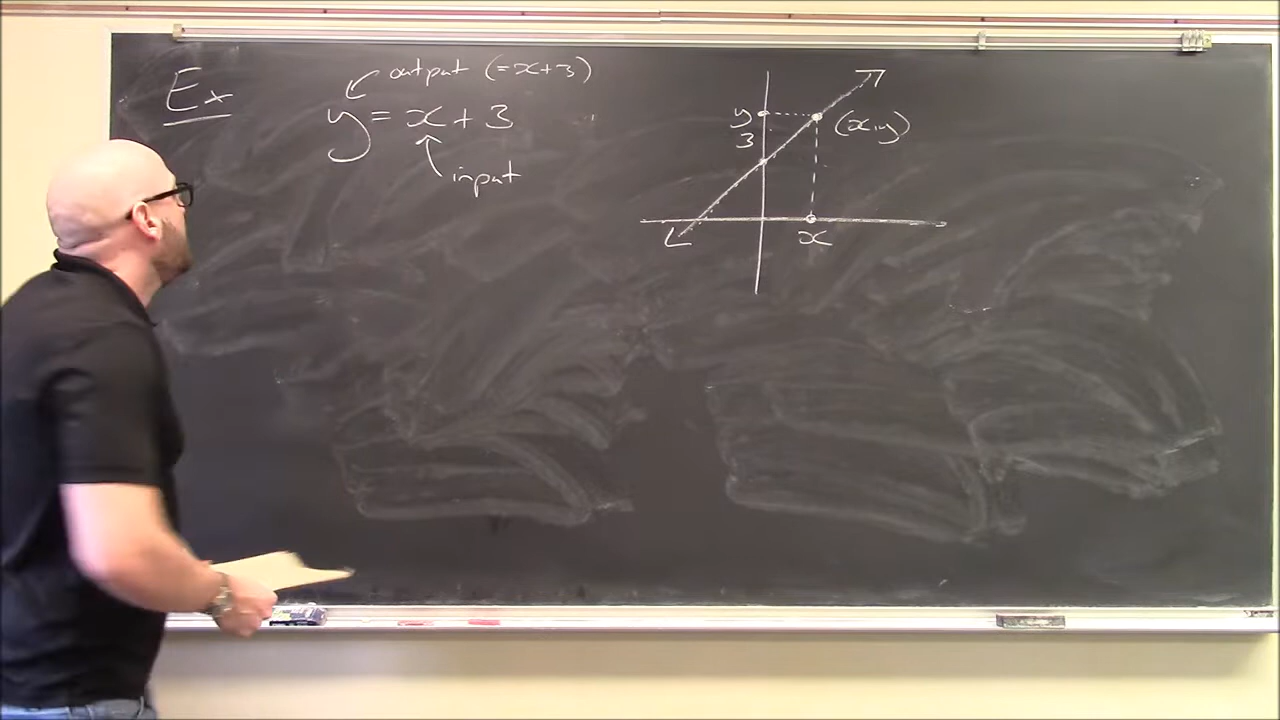 Ex
output (=x+3)
y = x + 3
input
y
3
(x,y)
x